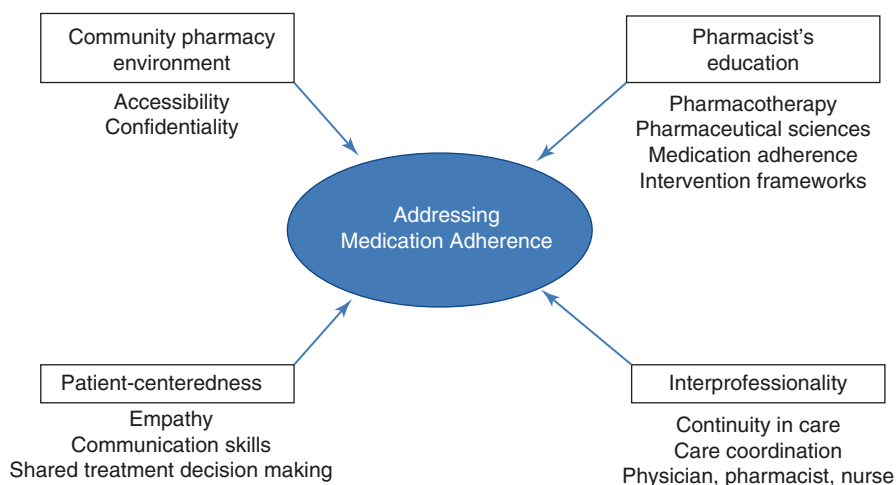 Community pharmacy
environment
Accessibility
Confidentiality
Pharmacist's
education
Pharmacotherapy
Pharmaceutical sciences
Medication adherence
Intervention frameworks
Addressing
Medication Adherence
Patient-centeredness
Empathy
Communication skills
Shared treatment decision making
Interprofessionality
Continuity in care
Care coordination
Physician, pharmacist, nurse